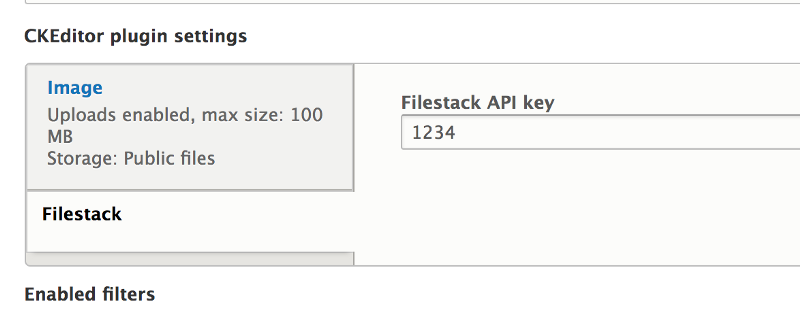 CKEditor plugin settings
Image
Uploads enabled, max size: 100
MB
Storage: Public files
Filestack API key
1234
Filestack
Enabled filters